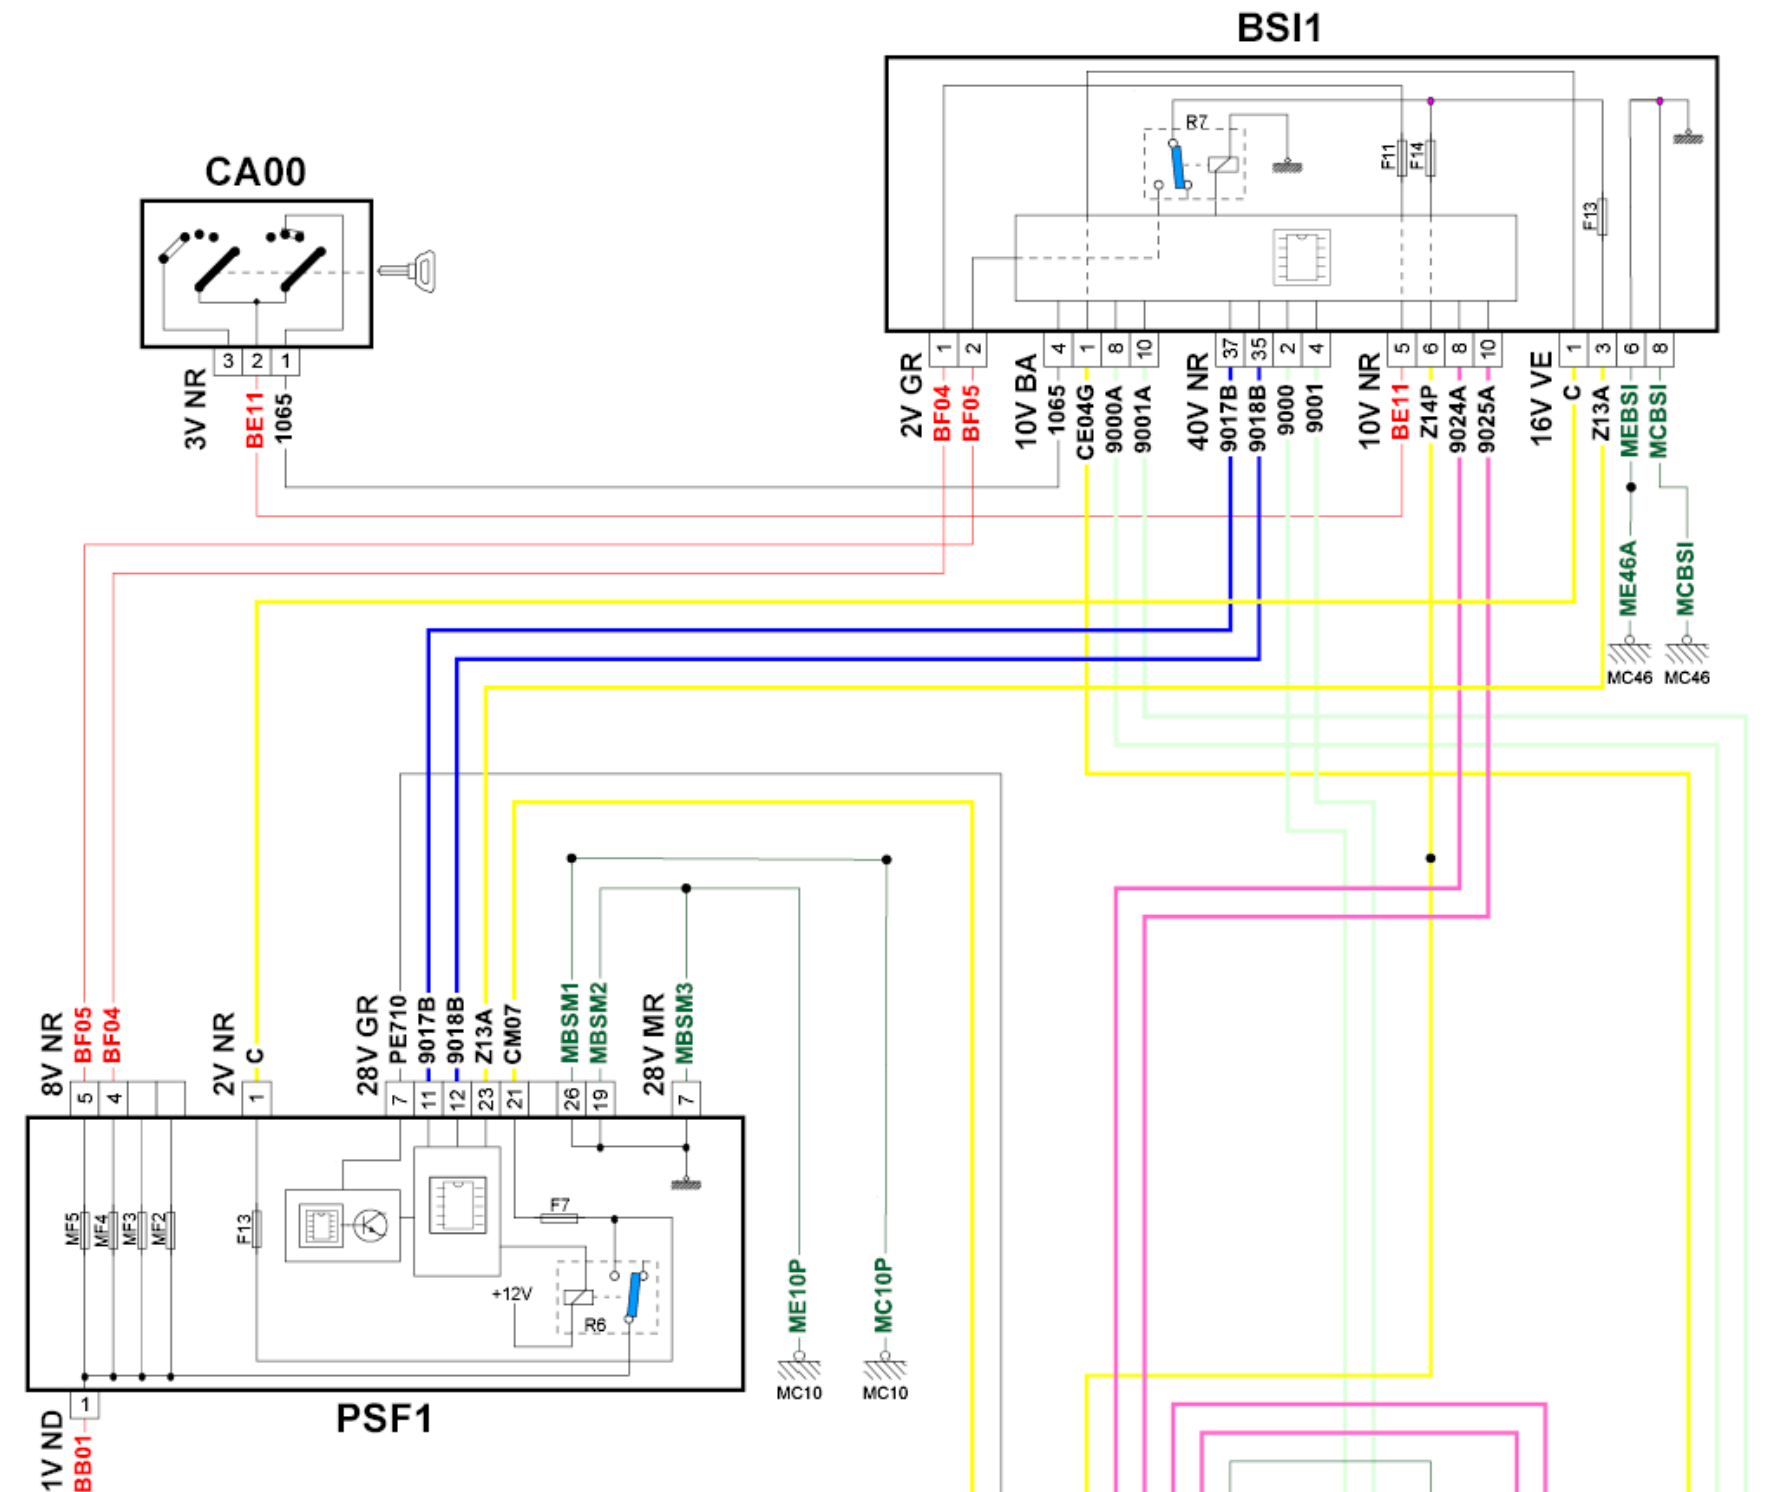 BSI1
R7
F11
F14
F13
CA00
3 2 1
3V NR
BE11
1065
1 2 4 1 8 10 37 35 2 4 5 6 8 10 1 3 6 8
2V GR
BF04
BF05
10V BA
1065
CE04G
9000A
9001A
40V NR
9017B
9018B
9000
9001
10V NR
BE11
Z14P
9024A
9025A
16V VE
C
Z13A
MEBSI
MCBSI
ME46A
MCBSI
MC46 MC46
8V NR
BF05
BF04
2V NR
C
28V GR
PE710
9017B
9018B
Z13A
CM07
MBSM1
MBSM2
28V MR
MBSM3
5 4 1 7 11 12 23 21 26 19 7
MF5
MF4
MF3
MF2
F13
F7
+12V
R6
ME10P
MC10P
MC10 MC10
1
PSF1
1V ND
BB01